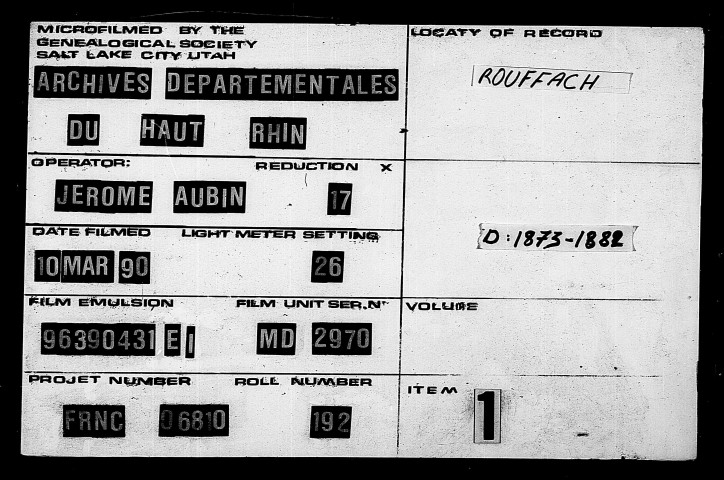 MICROFILMED BY THE
GENEALOGICAL SOCIETY
SALT LAKE CITY UTAH
ARCHIVES DEPARTEMENTALES
DU HAUT RHIN
OPERATOR: REDUCTION X
JEROME AUBIN 17
DATE FILMED LIGHT METER SETTING
10 MAR 90 26
FILM EMULSION FILM UNIT SER.N°
96390431 E I MD 2970
PROJET NUMBER ROLL NUMBER
FRNC 06810 192
LOCATY OF RECORD
ROUFFACH
D: 1873-1882
VOLUME
ITEM 1